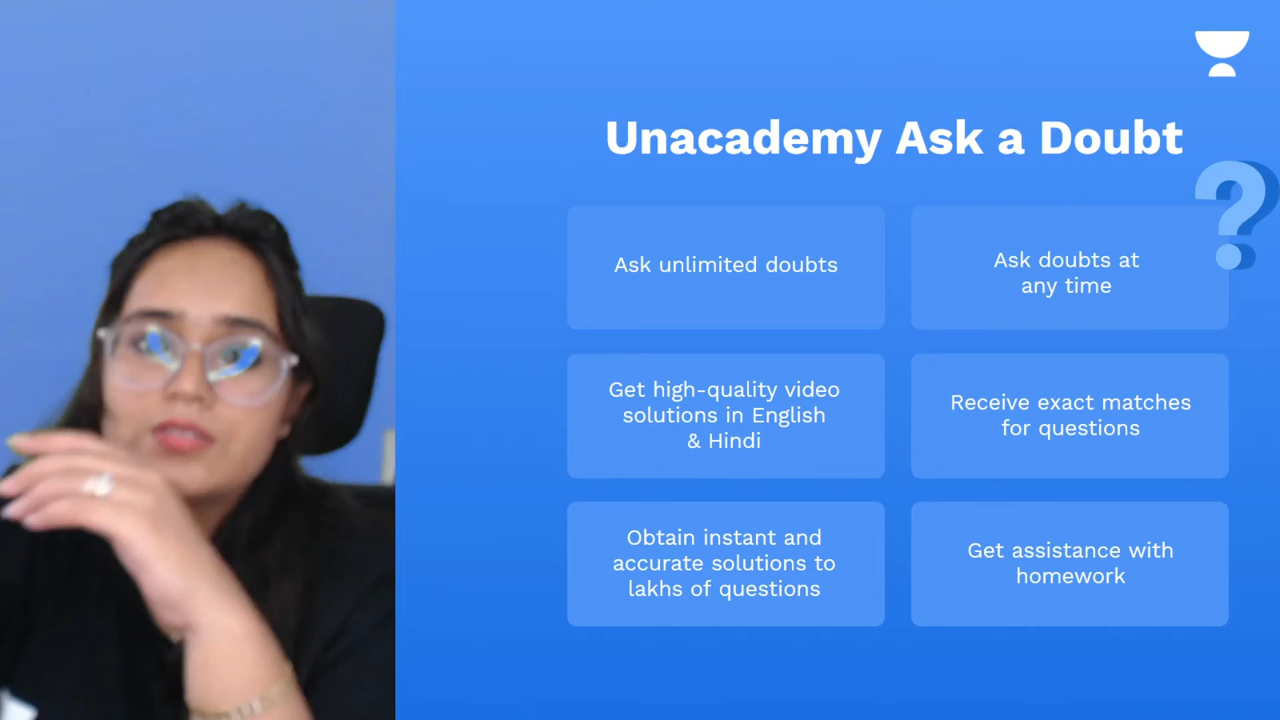 Unacademy Ask a Doubt
?
Ask unlimited doubts
Ask doubts at
any time
Get high-quality video
solutions in English
& Hindi
Receive exact matches
for questions
Obtain instant and
accurate solutions to
lakhs of questions
Get assistance with
homework